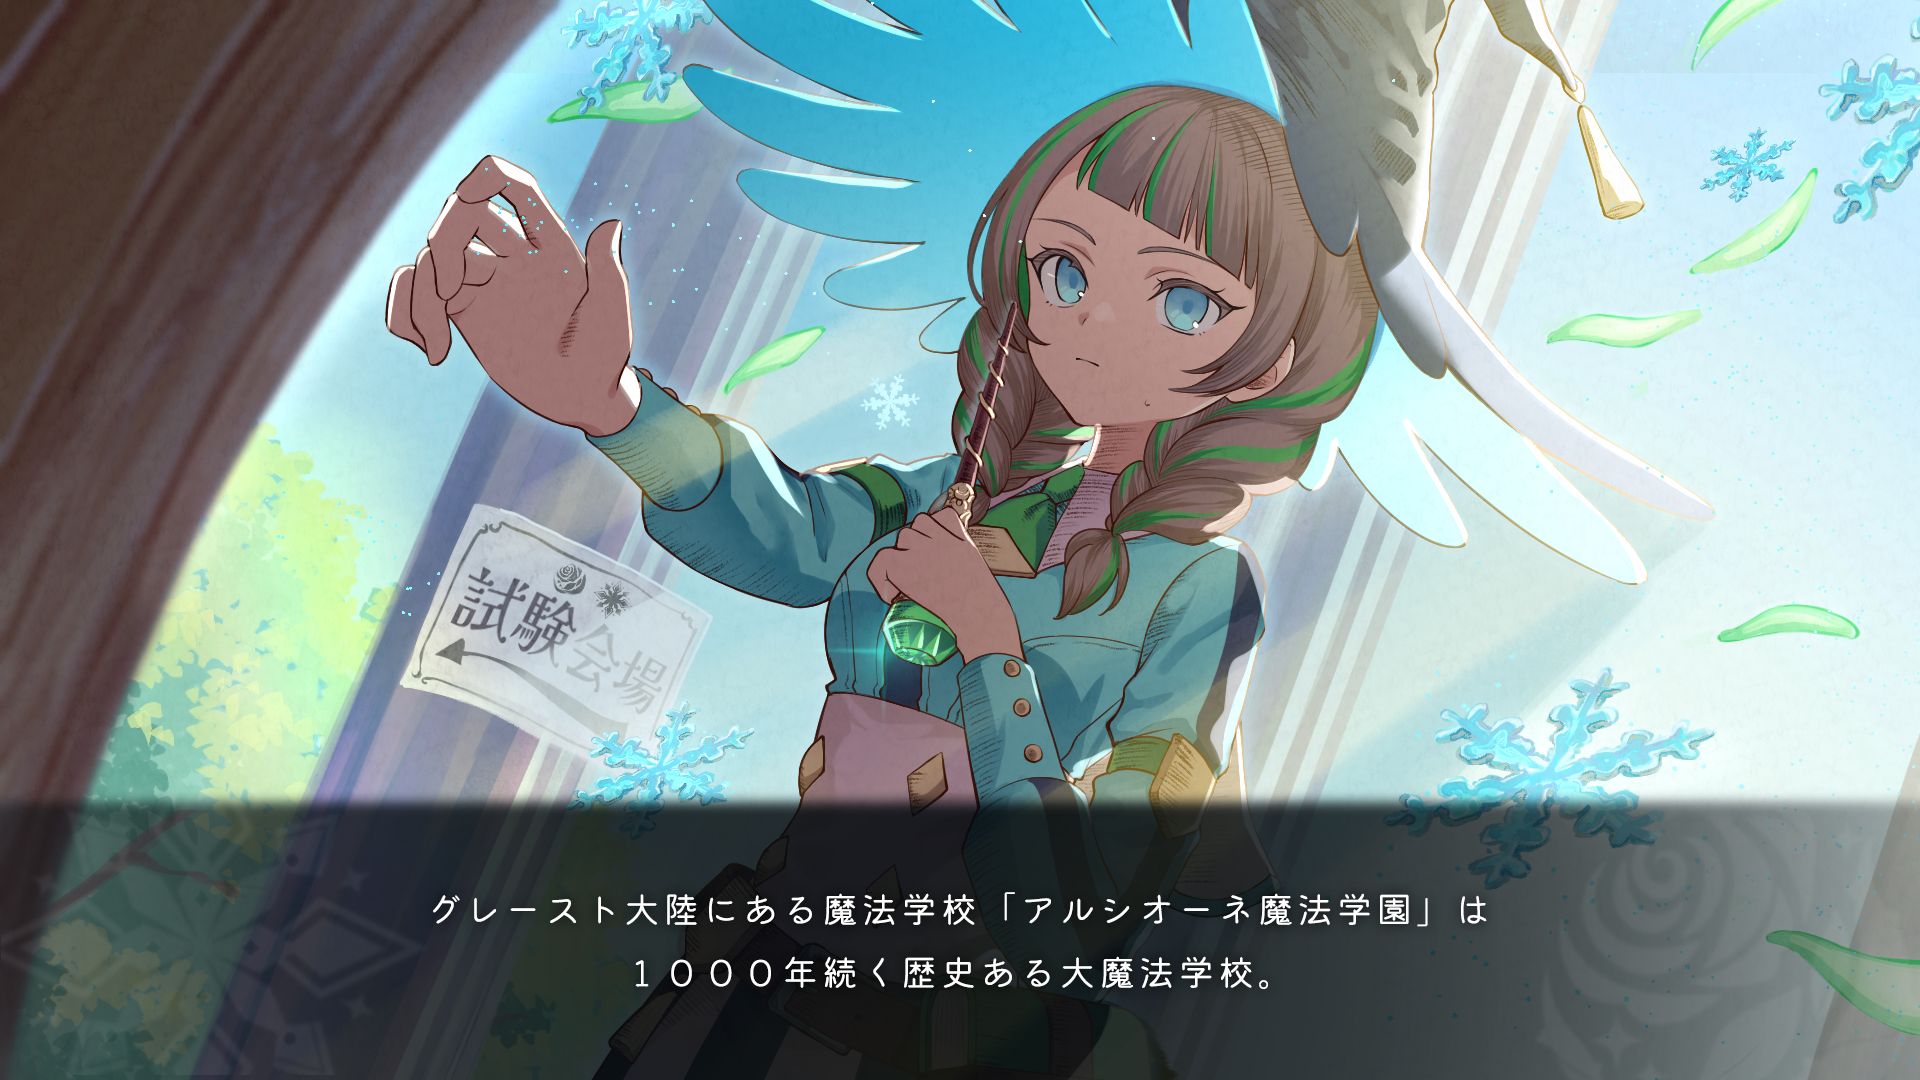 試験会場
グレースト大陸にある魔法学校「アルシオーネ魔法学園」は
１０００年続く歴史ある大魔法学校。